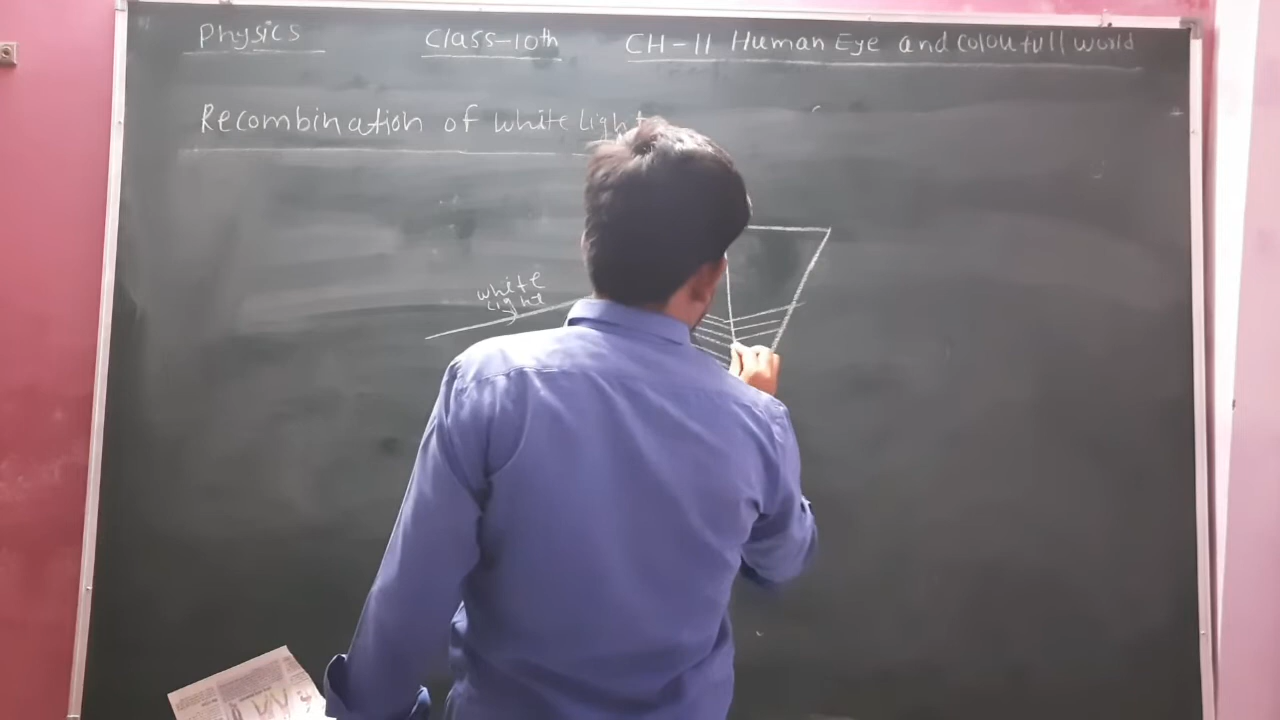 Physics Class-10th CH-11 Human Eye and colourfull world
Recombination of white Light
white
light